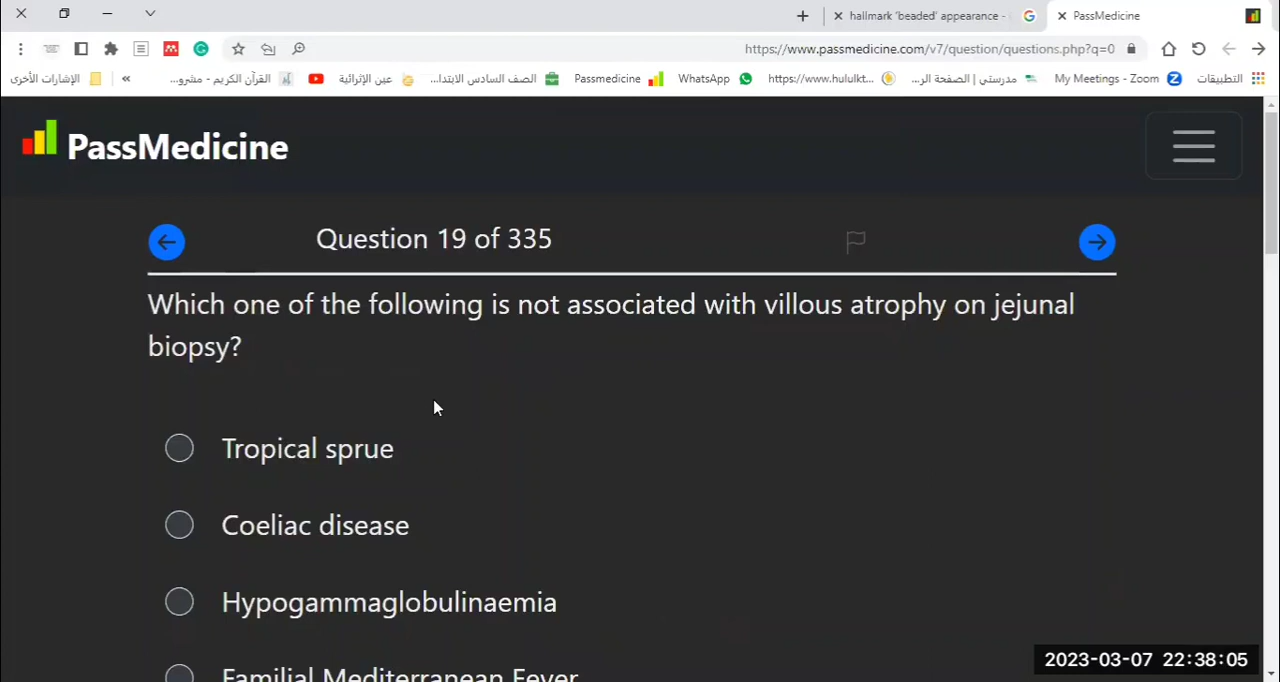 hallmark 'beaded' appearance -
PassMedicine
https://www.passmedicine.com/v7/question/questions.php?q=0
التطبيقات
My Meetings - Zoom
مدرستي | الصفحة الر...
https://www.hululkt...
WhatsApp
Passmedicine
الصف السادس الابتدا...
عين الإثرائية
القرآن الكريم - مشرو...
»
الإشارات الأخرى
PassMedicine
Question 19 of 335
Which one of the following is not associated with villous atrophy on jejunal
biopsy?
Tropical sprue
Coeliac disease
Hypogammaglobulinaemia
Familial Mediterranean Fever
2023-03-07 22:38:05